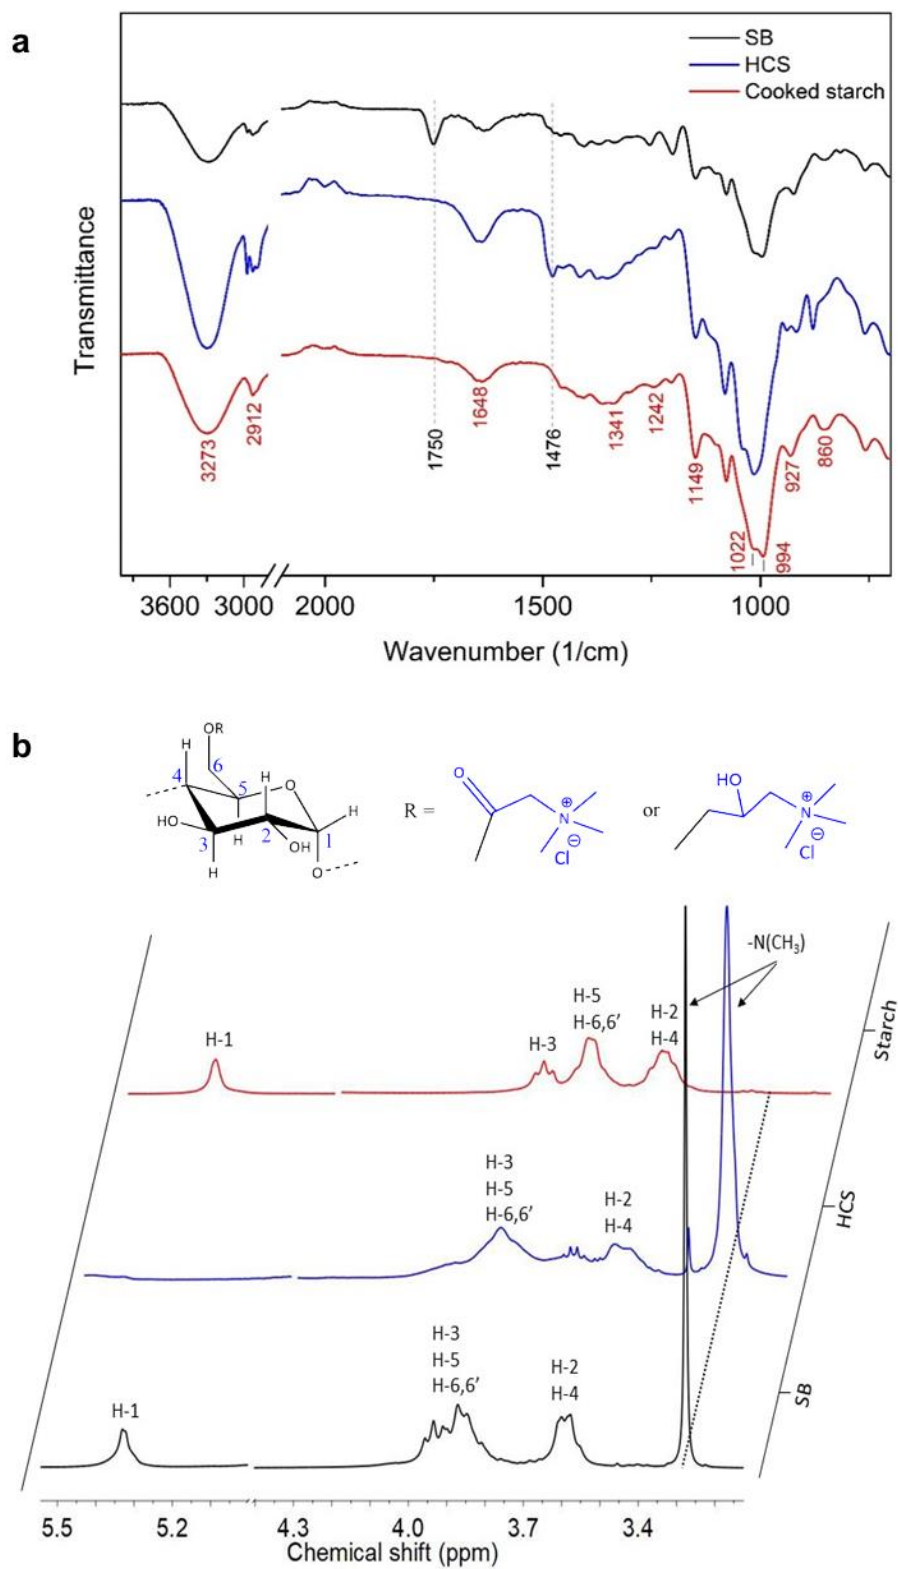 a
SB
HCS
Cooked starch
Transmittance
3273
2912
1750
1648
1476
1341
1242
1149
1022
994
927
860
3600
3000
2000
1500
1000
Wavenumber (1/cm)
b
OR
H
6
4
5
H
O
H
HO
3
H
2
OH
1
H
O
R =
O
N
⊕
Cl
⊖
or
HO
N
⊕
Cl
⊖
-N(CH₃)
H-1
H-3
H-5
H-6,6’
H-2
H-4
Starch
H-3
H-5
H-6,6’
H-2
H-4
HCS
H-1
H-3
H-5
H-6,6’
H-2
H-4
SB
5.5
5.2
4.3
4.0
3.7
3.4
Chemical shift (ppm)